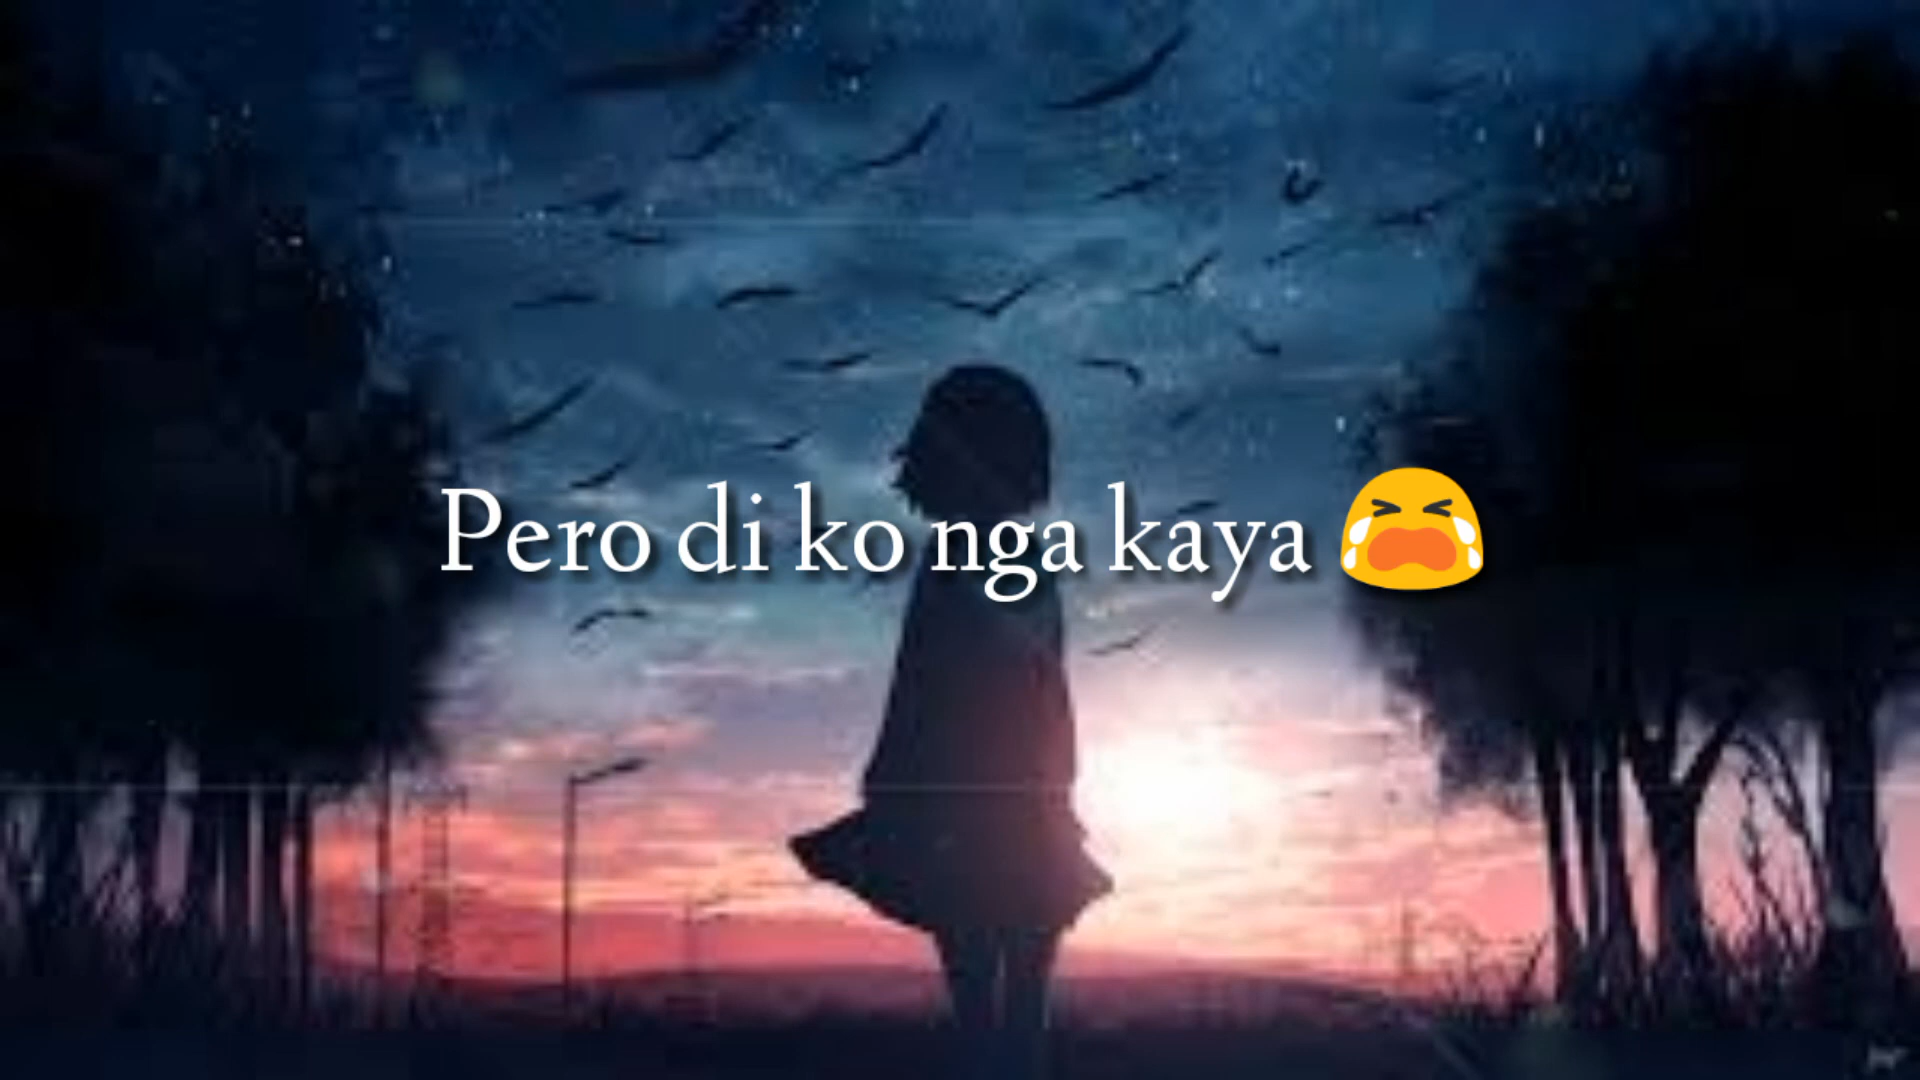 Pero di ko nga kaya 😭